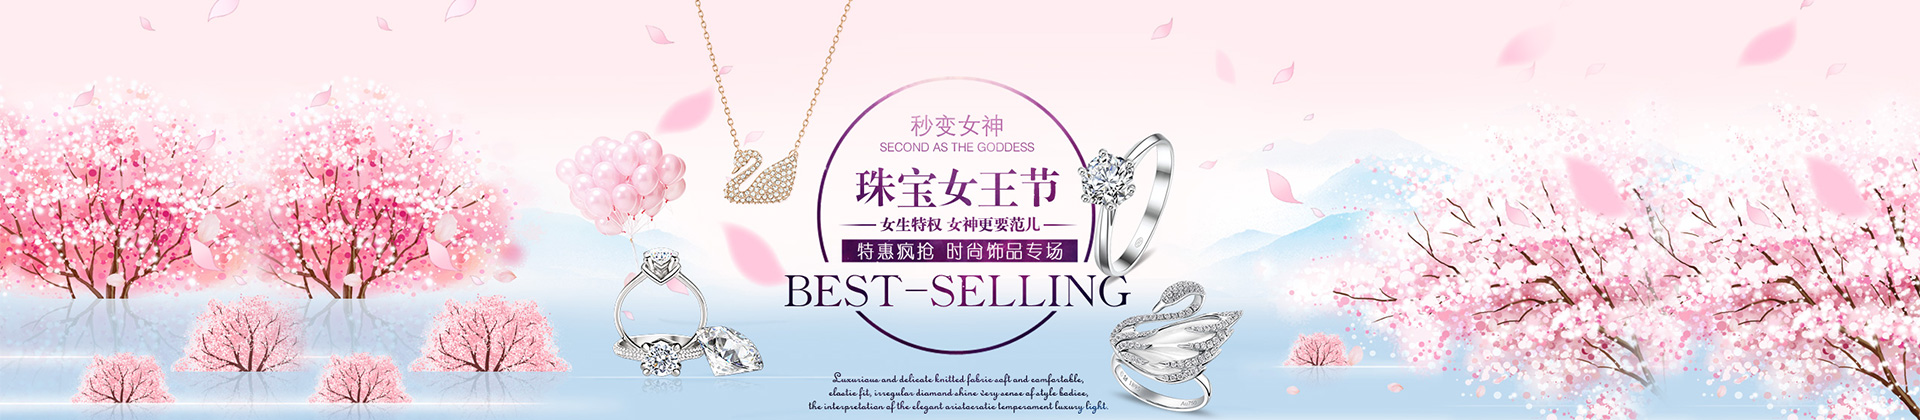 秒变女神
SECOND AS THE GODDESS
珠宝女王节
女生特权 女神更要范儿
特惠疯抢 时尚饰品专场
BEST-SELLING
Luxurious and delicate knitted fabric soft and comfortable,
elastic fit, irregular diamond shine very sense of style bodice,
the interpretation of the elegant aristocratic temperament luxury light.